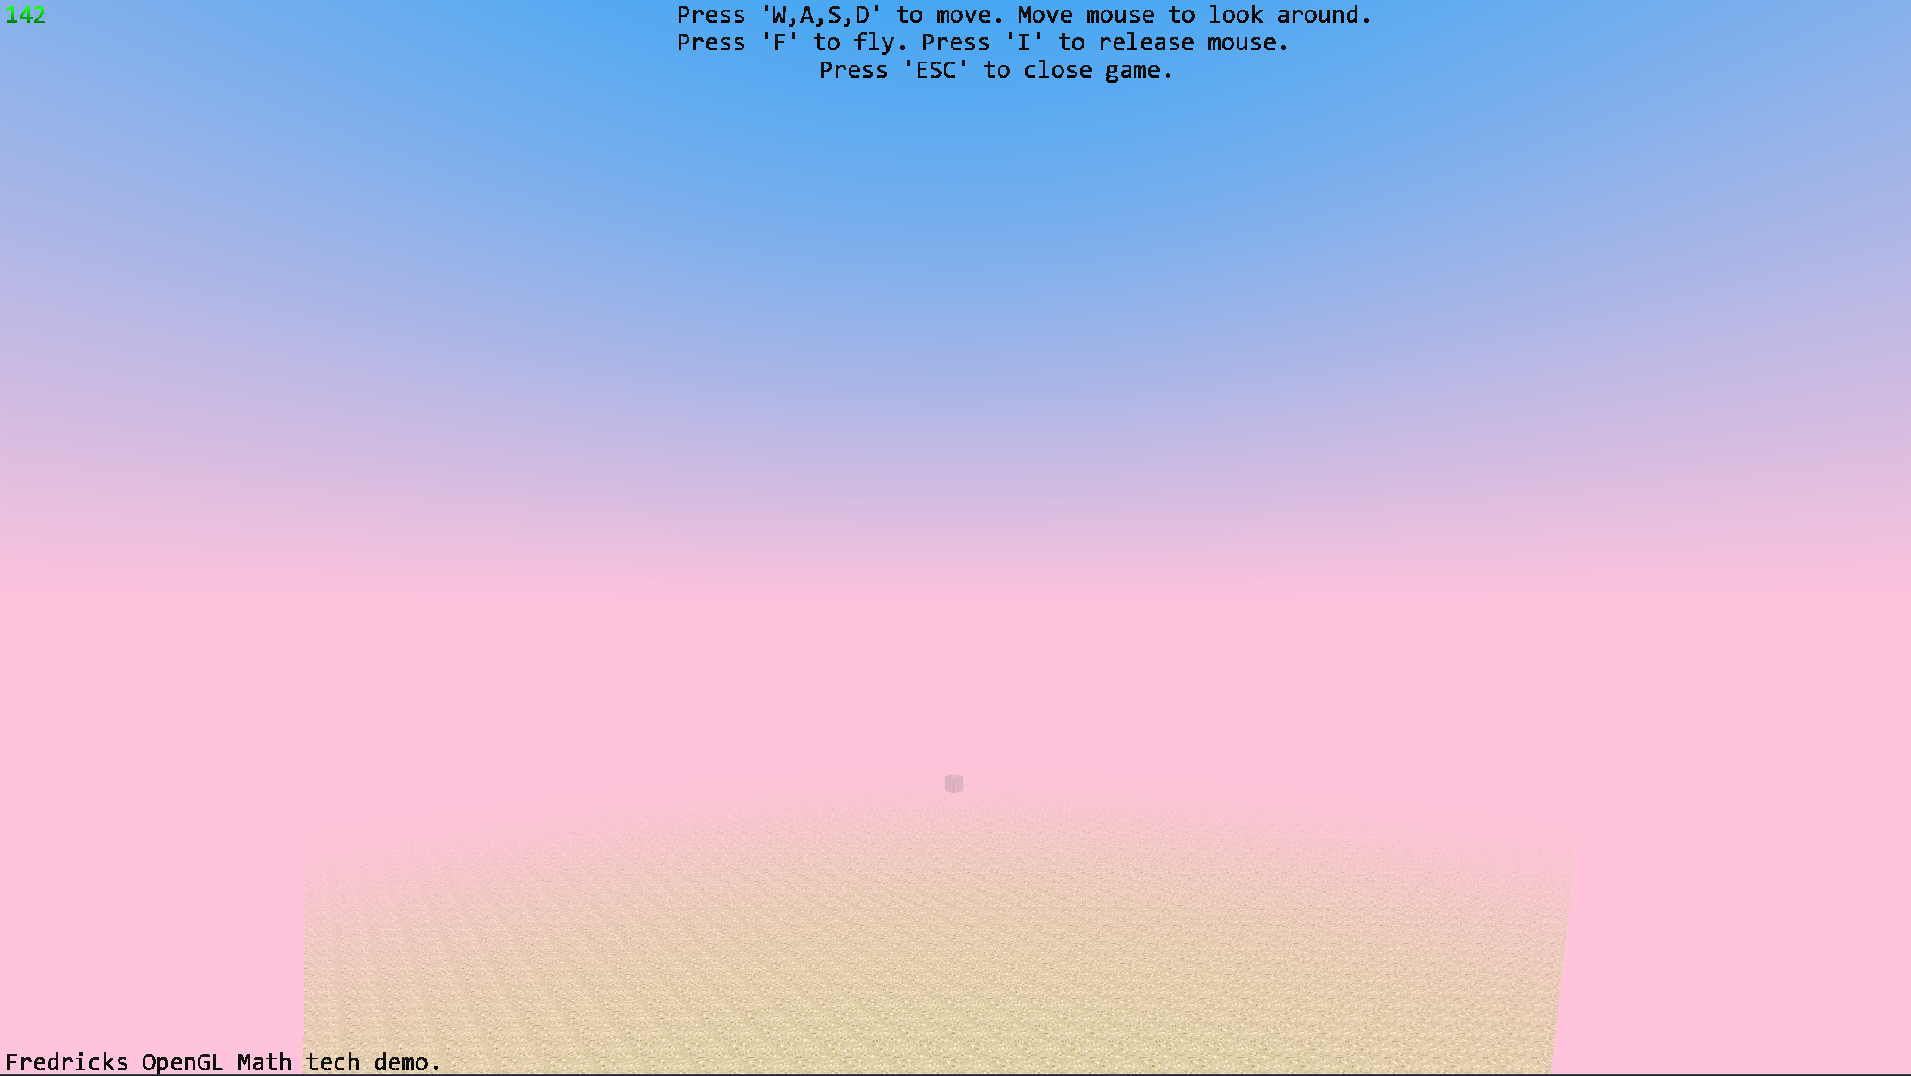 142
Press 'W,A,S,D' to move. Move mouse to look around.
Press 'F' to fly. Press 'I' to release mouse.
Press 'ESC' to close game.
Fredricks OpenGL Math tech demo.